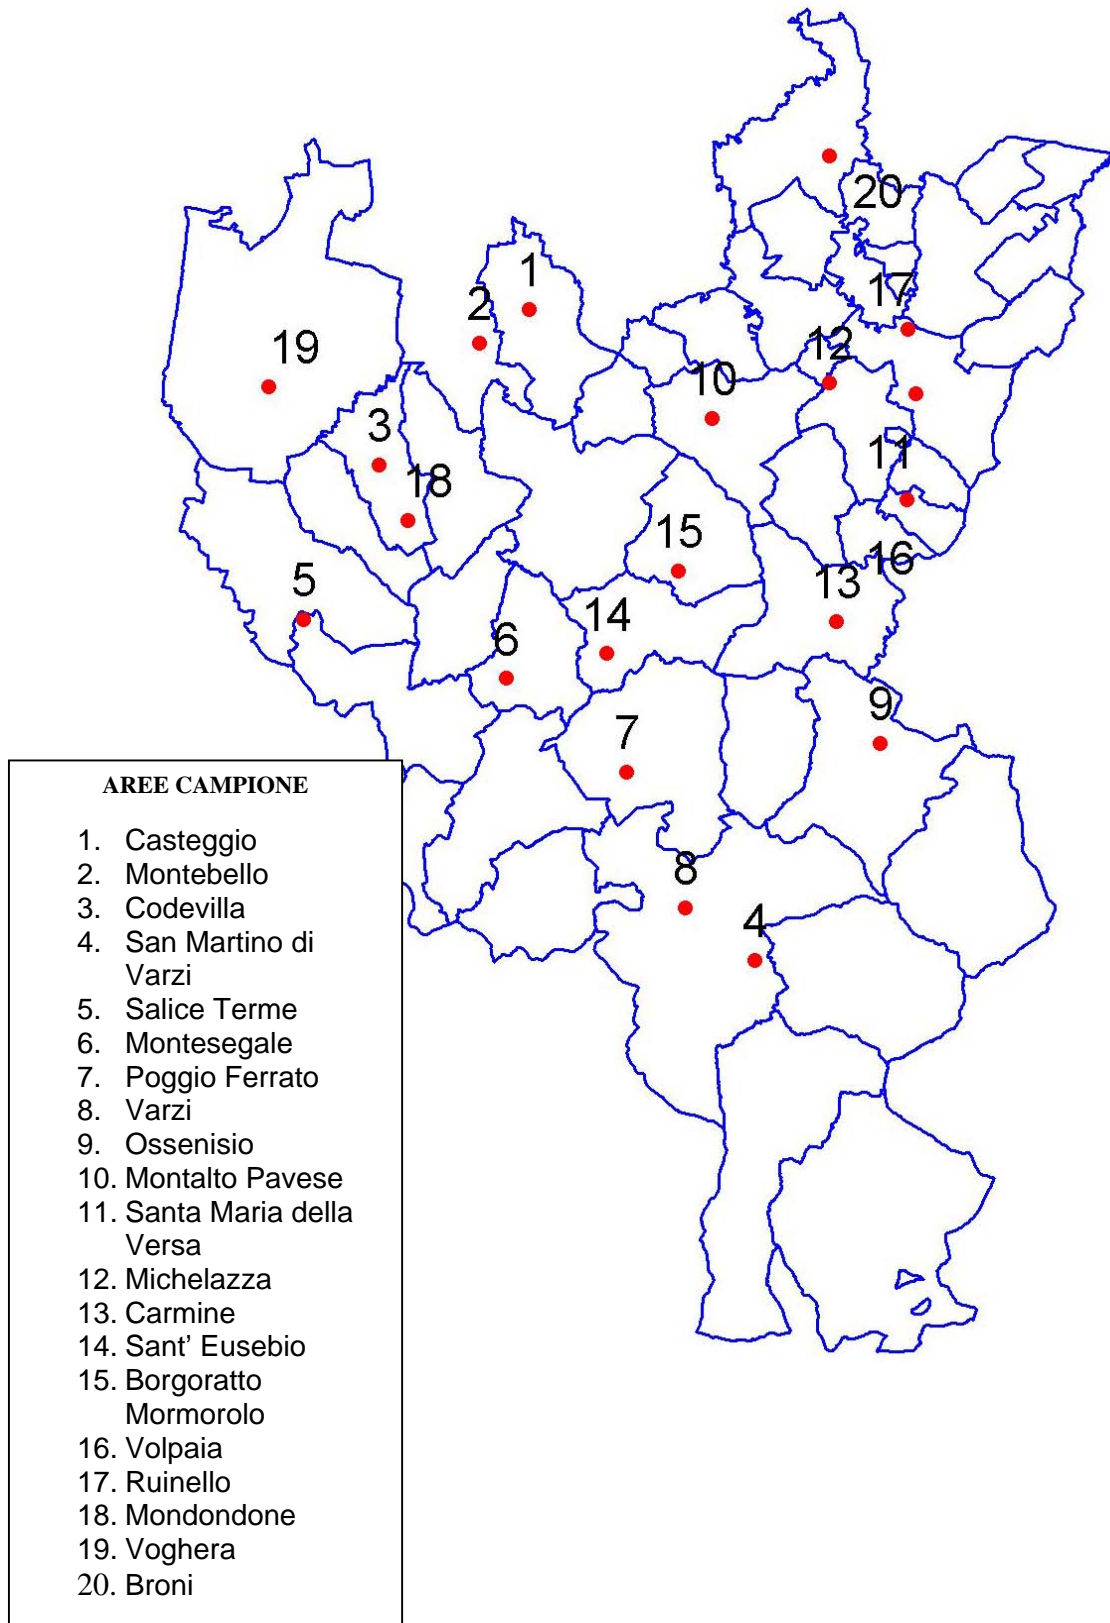 20
1
2
17
19
12
10
3
11
18
15
16
5
13
14
6
9
7
8
4
AREE CAMPIONE
1. Casteggio
2. Montebello
3. Codevilla
4. San Martino di
Varzi
5. Salice Terme
6. Montesegale
7. Poggio Ferrato
8. Varzi
9. Ossenisio
10. Montalto Pavese
11. Santa Maria della
Versa
12. Michelazza
13. Carmine
14. Sant' Eusebio
15. Borgoratto
Mormorolo
16. Volpaia
17. Ruinello
18. Mondondone
19. Voghera
20. Broni